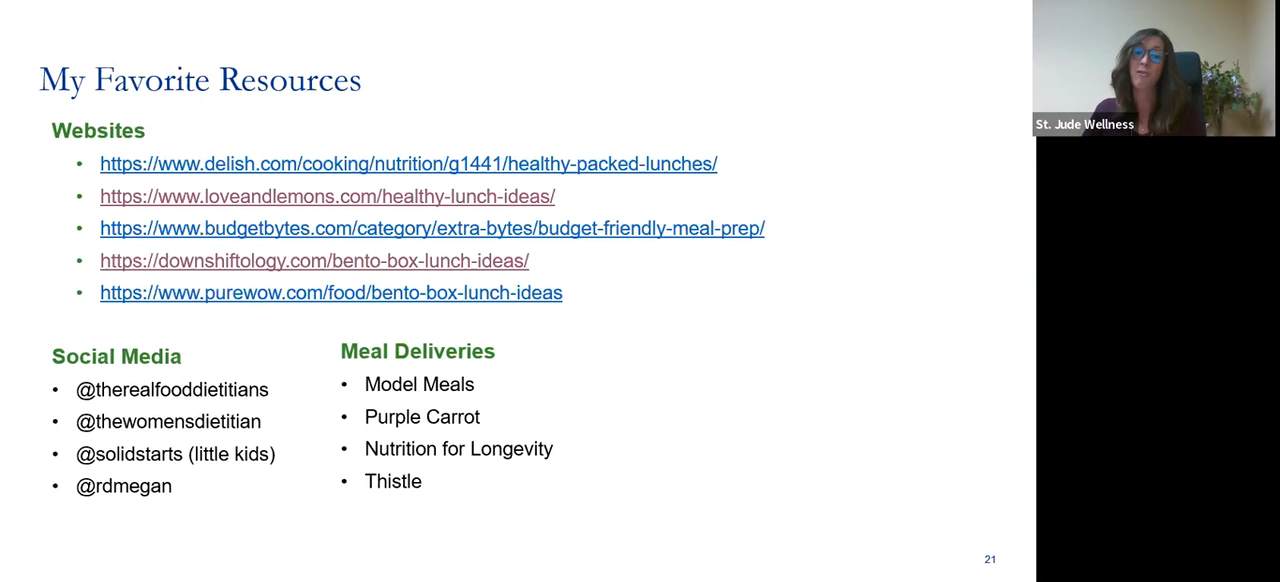 My Favorite Resources
Websites
• https://www.delish.com/cooking/nutrition/g1441/healthy-packed-lunches/
• https://www.loveandlemons.com/healthy-lunch-ideas/
• https://www.budgetbytes.com/category/extra-bytes/budget-friendly-meal-prep/
• https://downshiftology.com/bento-box-lunch-ideas/
• https://www.purewow.com/food/bento-box-lunch-ideas
Social Media
• @therealfooddietitians
• @thewomensdietitian
• @solidstarts (little kids)
• @rdmegan
Meal Deliveries
• Model Meals
• Purple Carrot
• Nutrition for Longevity
• Thistle
21
St. Jude Wellness